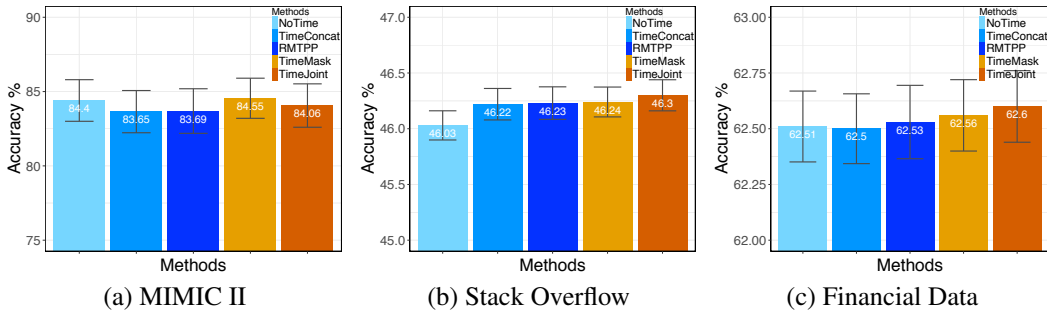 Methods
NoTime
TimeConcat
RMTPP
TimeMask
TimeJoint
90
85
80
75
Accuracy %
84.4
83.65
83.69
84.55
84.06
Methods
(a) MIMIC II
Methods
NoTime
TimeConcat
RMTPP
TimeMask
TimeJoint
47.0
46.5
46.0
45.5
45.0
Accuracy %
46.03
46.22
46.23
46.24
46.3
Methods
(b) Stack Overflow
Methods
NoTime
TimeConcat
RMTPP
TimeMask
TimeJoint
63.00
62.75
62.50
62.25
62.00
Accuracy %
62.51
62.5
62.53
62.56
62.6
Methods
(c) Financial Data